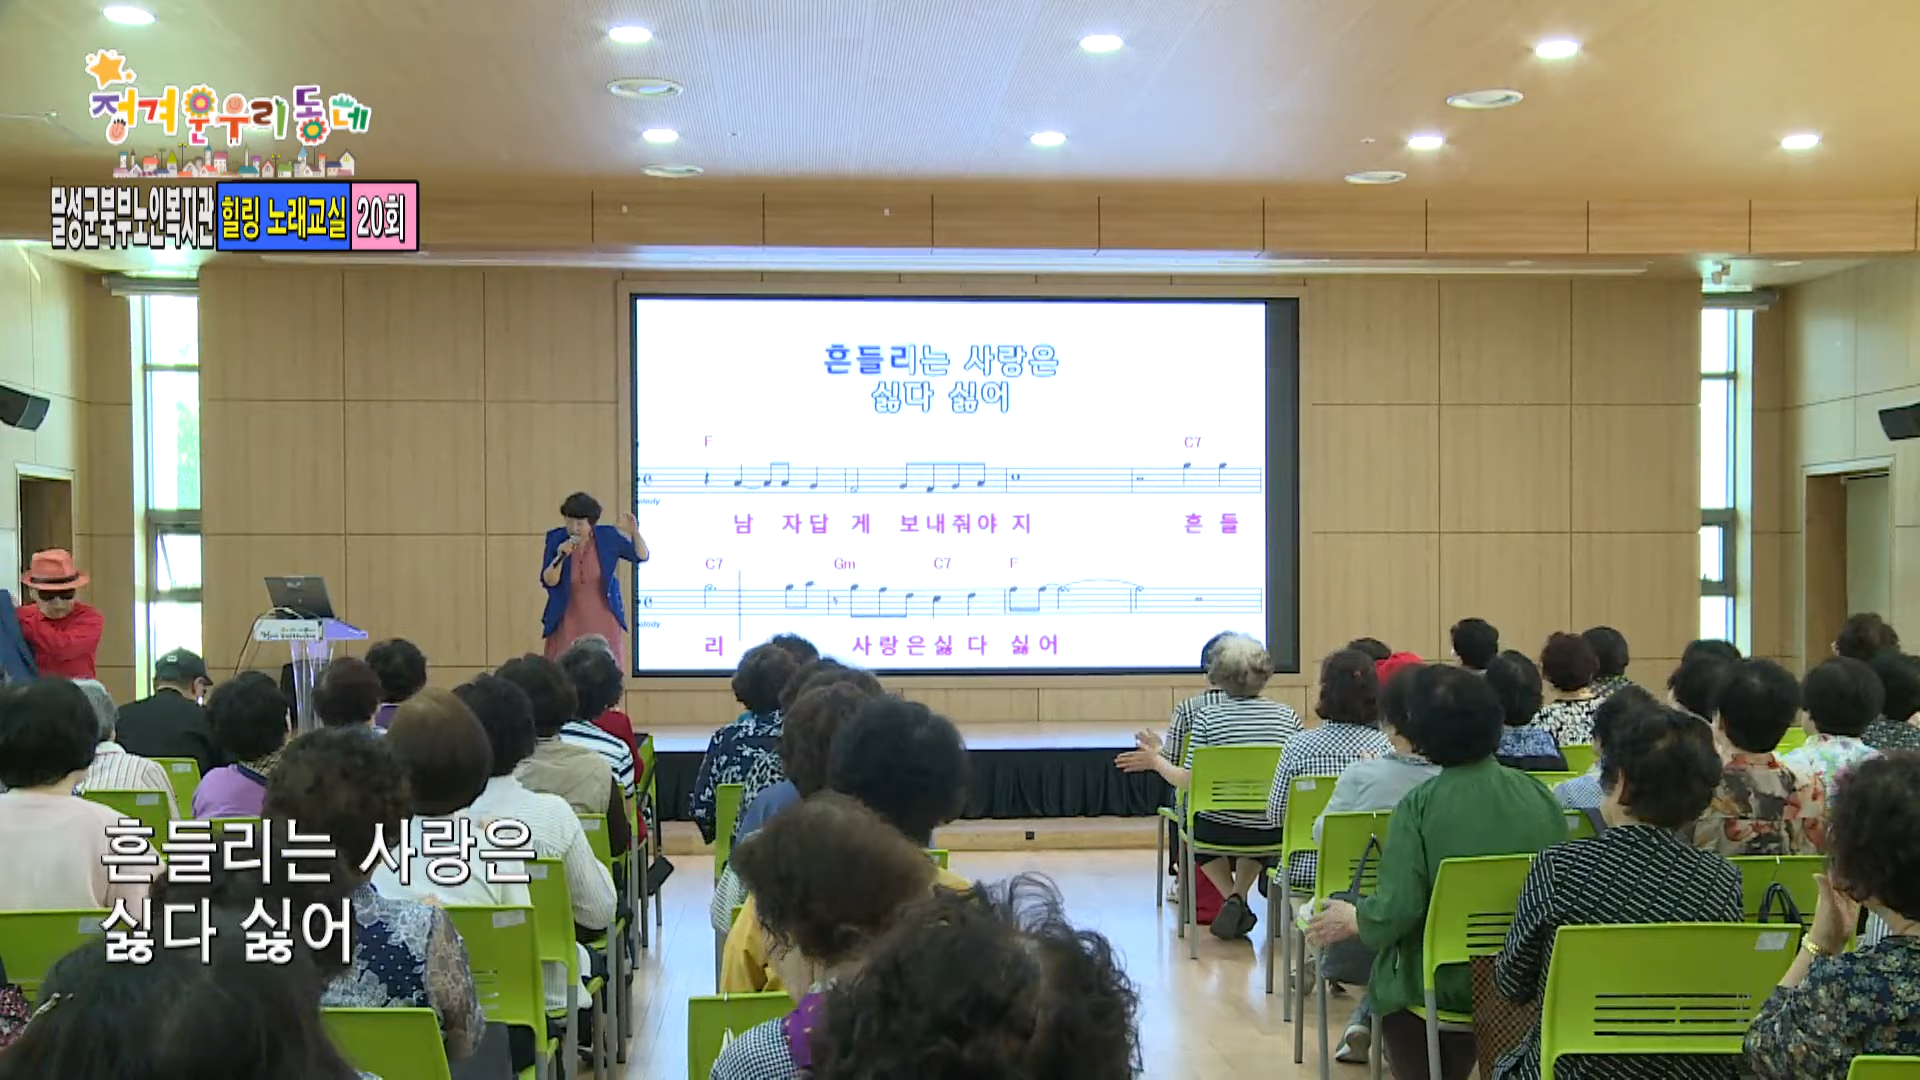 정겨운우리동네
달성군북부노인복지관 힐링 노래교실 20회
흔들리는 사랑은
싫다 싫어
F C7
남 자답 게 보내줘야 지 흔 들
C7 Gm C7 F
리 사랑은싫 다 싫어
흔들리는 사랑은
싫다 싫어